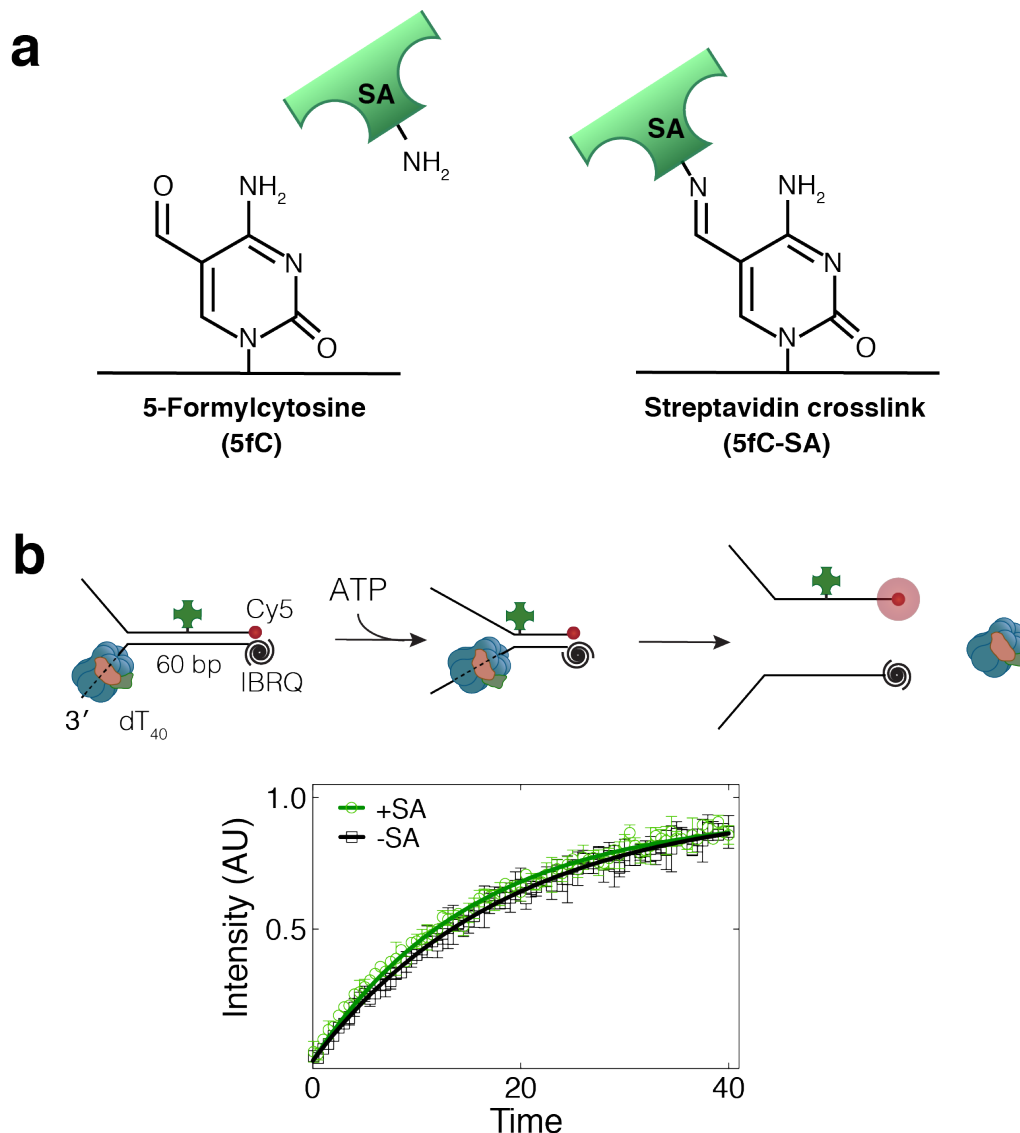 a
SA
NH2
O
NH2
N
N
O
5-Formylcytosine
(5fC)
SA
N
NH2
N
N
O
Streptavidin crosslink
(5fC-SA)
b
Cy5
60 bp
IBRQ
3′
dT40
ATP
1.0
0.5
+SA
-SA
Intensity (AU)
0
20
40
Time